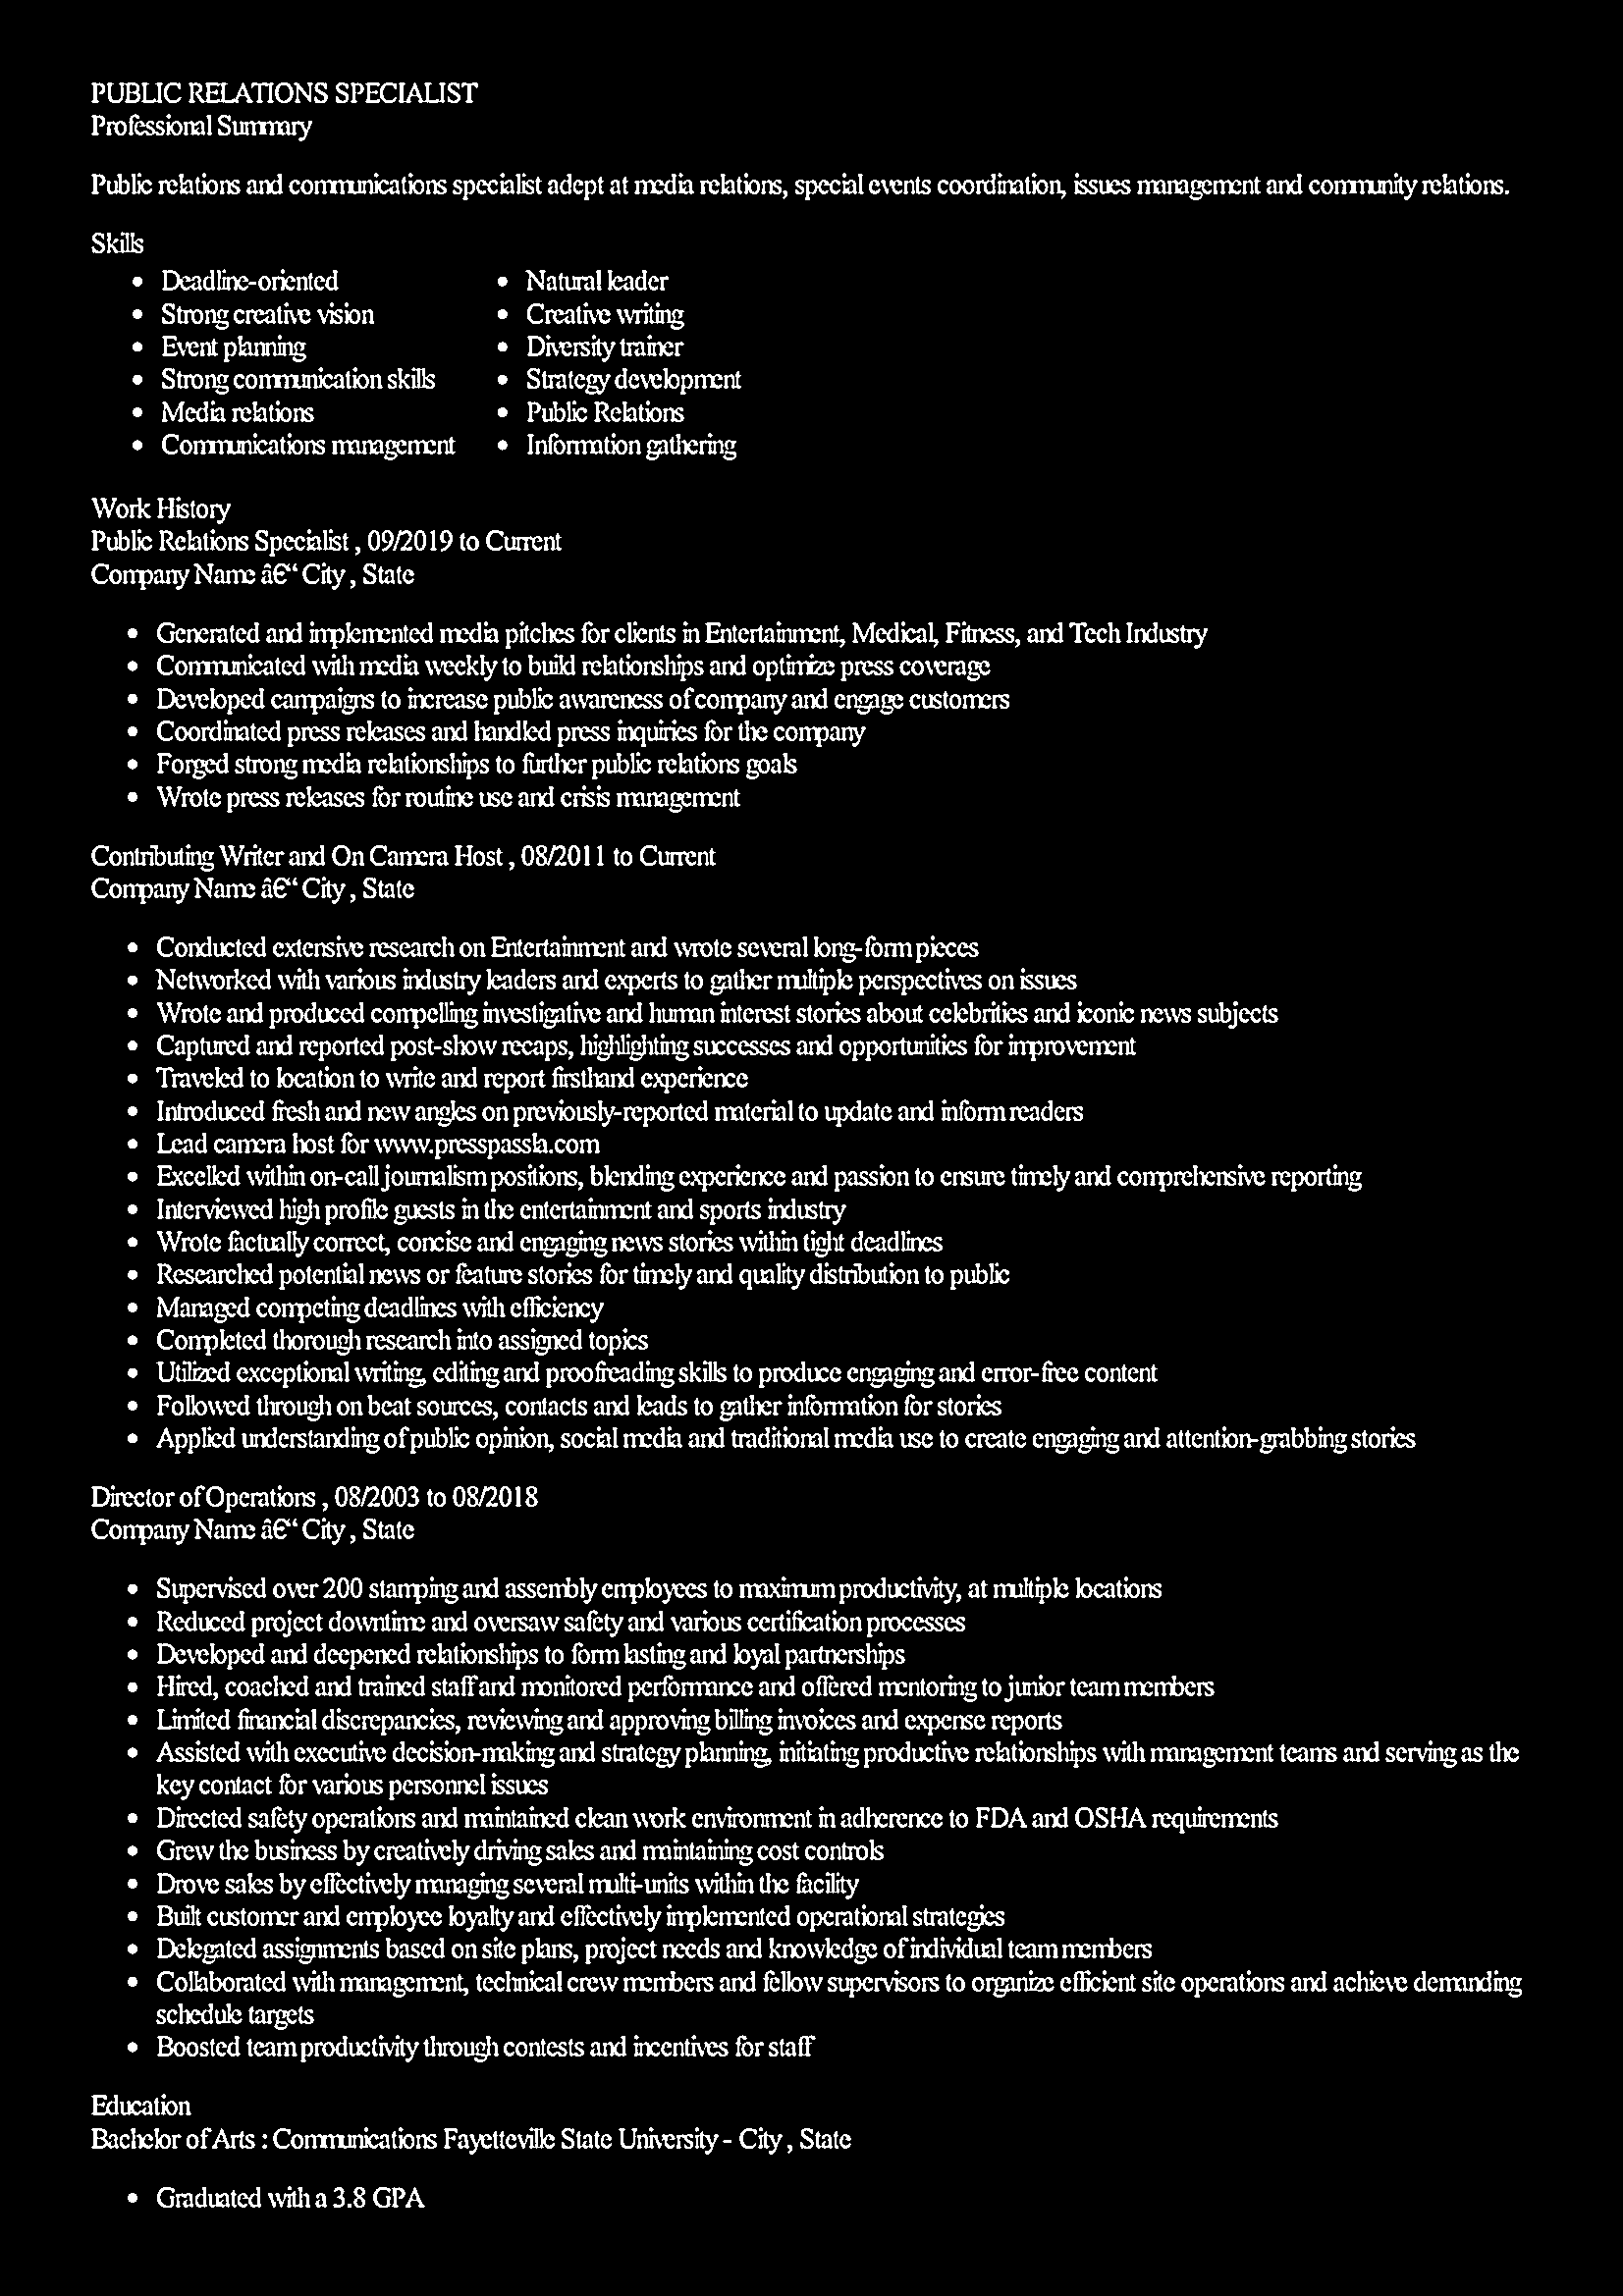 PUBLIC RELATIONS SPECIALIST
Professional Summary
Public relations and communications specialist adept at media relations, special events coordination, issues management and community relations.
Skills
• Deadline-oriented
• Strong creative vision
• Event planning
• Strong communication skills
• Media relations
• Communications management
• Natural leader
• Creative writing
• Diversity trainer
• Strategy development
• Public Relations
• Information gathering
Work History
Public Relations Specialist , 09/2019 to Current
Company Name â€“ City , State
• Generated and implemented media pitches for clients in Entertainment, Medical, Fitness, and Tech Industry
• Communicated with media weekly to build relationships and optimize press coverage
• Developed campaigns to increase public awareness of company and engage customers
• Coordinated press releases and handled press inquiries for the company
• Forged strong media relationships to further public relations goals
• Wrote press releases for routine use and crisis management
Contributing Writer and On Camera Host , 08/2011 to Current
Company Name â€“ City , State
• Conducted extensive research on Entertainment and wrote several long-form pieces
• Networked with various industry leaders and experts to gather multiple perspectives on issues
• Wrote and produced compelling investigative and human interest stories about celebrities and iconic news subjects
• Captured and reported post-show recaps, highlighting successes and opportunities for improvement
• Traveled to location to write and report firsthand experience
• Introduced fresh and new angles on previously-reported material to update and inform readers
• Lead camera host for www.presspassla.com
• Excelled within on-call journalism positions, blending experience and passion to ensure timely and comprehensive reporting
• Interviewed high profile guests in the entertainment and sports industry
• Wrote factually correct, concise and engaging news stories within tight deadlines
• Researched potential news or feature stories for timely and quality distribution to public
• Managed competing deadlines with efficiency
• Completed thorough research into assigned topics
• Utilized exceptional writing, editing and proofreading skills to produce engaging and error-free content
• Followed through on beat sources, contacts and leads to gather information for stories
• Applied understanding of public opinion, social media and traditional media use to create engaging and attention-grabbing stories
Director of Operations , 08/2003 to 08/2018
Company Name â€“ City , State
• Supervised over 200 stamping and assembly employees to maximum productivity, at multiple locations
• Reduced project downtime and oversaw safety and various certification processes
• Developed and deepened relationships to form lasting and loyal partnerships
• Hired, coached and trained staff and monitored performance and offered mentoring to junior team members
• Limited financial discrepancies, reviewing and approving billing invoices and expense reports
• Assisted with executive decision-making and strategy planning, initiating productive relationships with management teams and serving as the
key contact for various personnel issues
• Directed safety operations and maintained clean work environment in adherence to FDA and OSHA requirements
• Grew the business by creatively driving sales and maintaining cost controls
• Drove sales by effectively managing several multi-units within the facility
• Built customer and employee loyalty and effectively implemented operational strategies
• Delegated assignments based on site plans, project needs and knowledge of individual team members
• Collaborated with management, technical crew members and fellow supervisors to organize efficient site operations and achieve demanding
schedule targets
• Boosted team productivity through contests and incentives for staff
Education
Bachelor of Arts : Communications Fayetteville State University - City , State
• Graduated with a 3.8 GPA